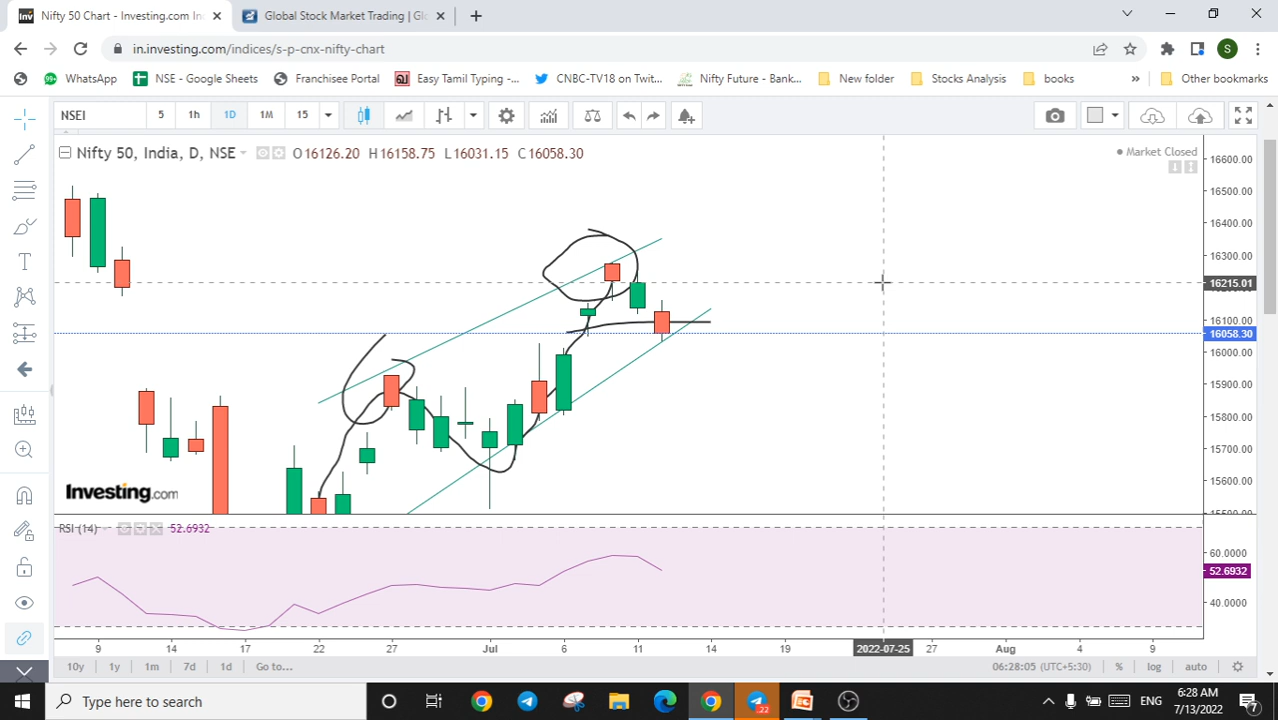 Nifty 50 Chart - Investing.com In
Global Stock Market Trading | Gl
in.investing.com/indices/s-p-cnx-nifty-chart
S
WhatsApp NSE - Google Sheets Franchisee Portal Easy Tamil Typing -... CNBC-TV18 on Twit... Nifty Future - Bank... New folder Stocks Analysis books » Other bookmarks
NSEI 5 1h 1D 1M 15
Nifty 50, India, D, NSE O16126.20 H16158.75 L16031.15 C16058.30
Market Closed
16600.00
16500.00
16400.00
16300.00
16215.01
16100.00
16058.30
16000.00
15900.00
15800.00
15700.00
15600.00
15500.00
Investing.com
RSI (14) 52.6932
60.0000
52.6932
40.0000
9 14 17 22 27 Jul 6 11 14 19 2022-07-25 27 Aug 4 9
10y 1y 1m 7d 1d Go to... 06:28:05 (UTC+5:30) % log auto
Type here to search
22
ENG
6:28 AM
7/13/2022
7